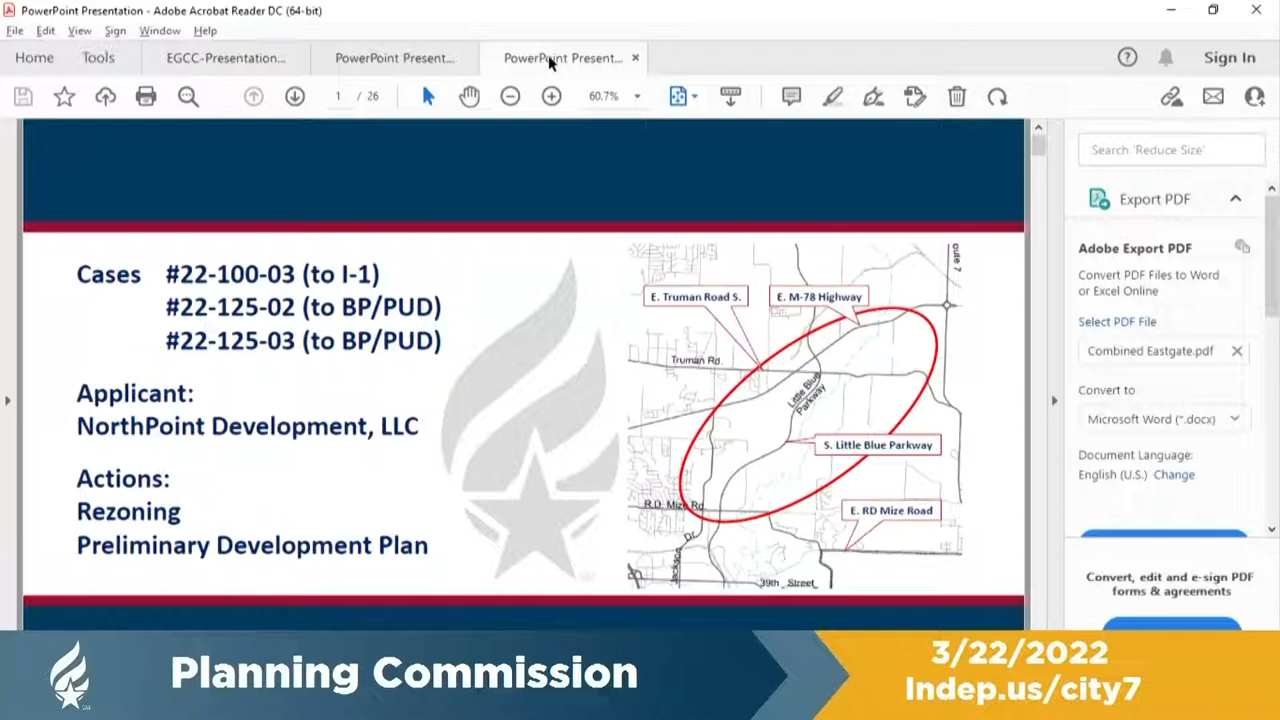 PowerPoint Presentation - Adobe Acrobat Reader DC (64-bit)
File Edit View Sign Window Help
Home Tools EGCC-Presentation... PowerPoint Present... PowerPoint Present...
1 / 26 60.7%
Sign In
Search 'Reduce Size'
Export PDF
Adobe Export PDF
Convert PDF Files to Word
or Excel Online
Select PDF File
Combined Eastgate.pdf
Convert to
Microsoft Word (*.docx)
Document Language:
English (U.S.) Change
Convert, edit and e-sign PDF
forms & agreements
Cases #22-100-03 (to I-1)
#22-125-02 (to BP/PUD)
#22-125-03 (to BP/PUD)
Applicant:
NorthPoint Development, LLC
Actions:
Rezoning
Preliminary Development Plan
E. Truman Road S.
E. M-78 Highway
Truman Rd.
Little Blue
Parkway
S. Little Blue Parkway
R.D. Mize Rd.
E. RD Mize Road
Jackson Dr.
39th Street
Planning Commission
3/22/2022
Indep.us/city7